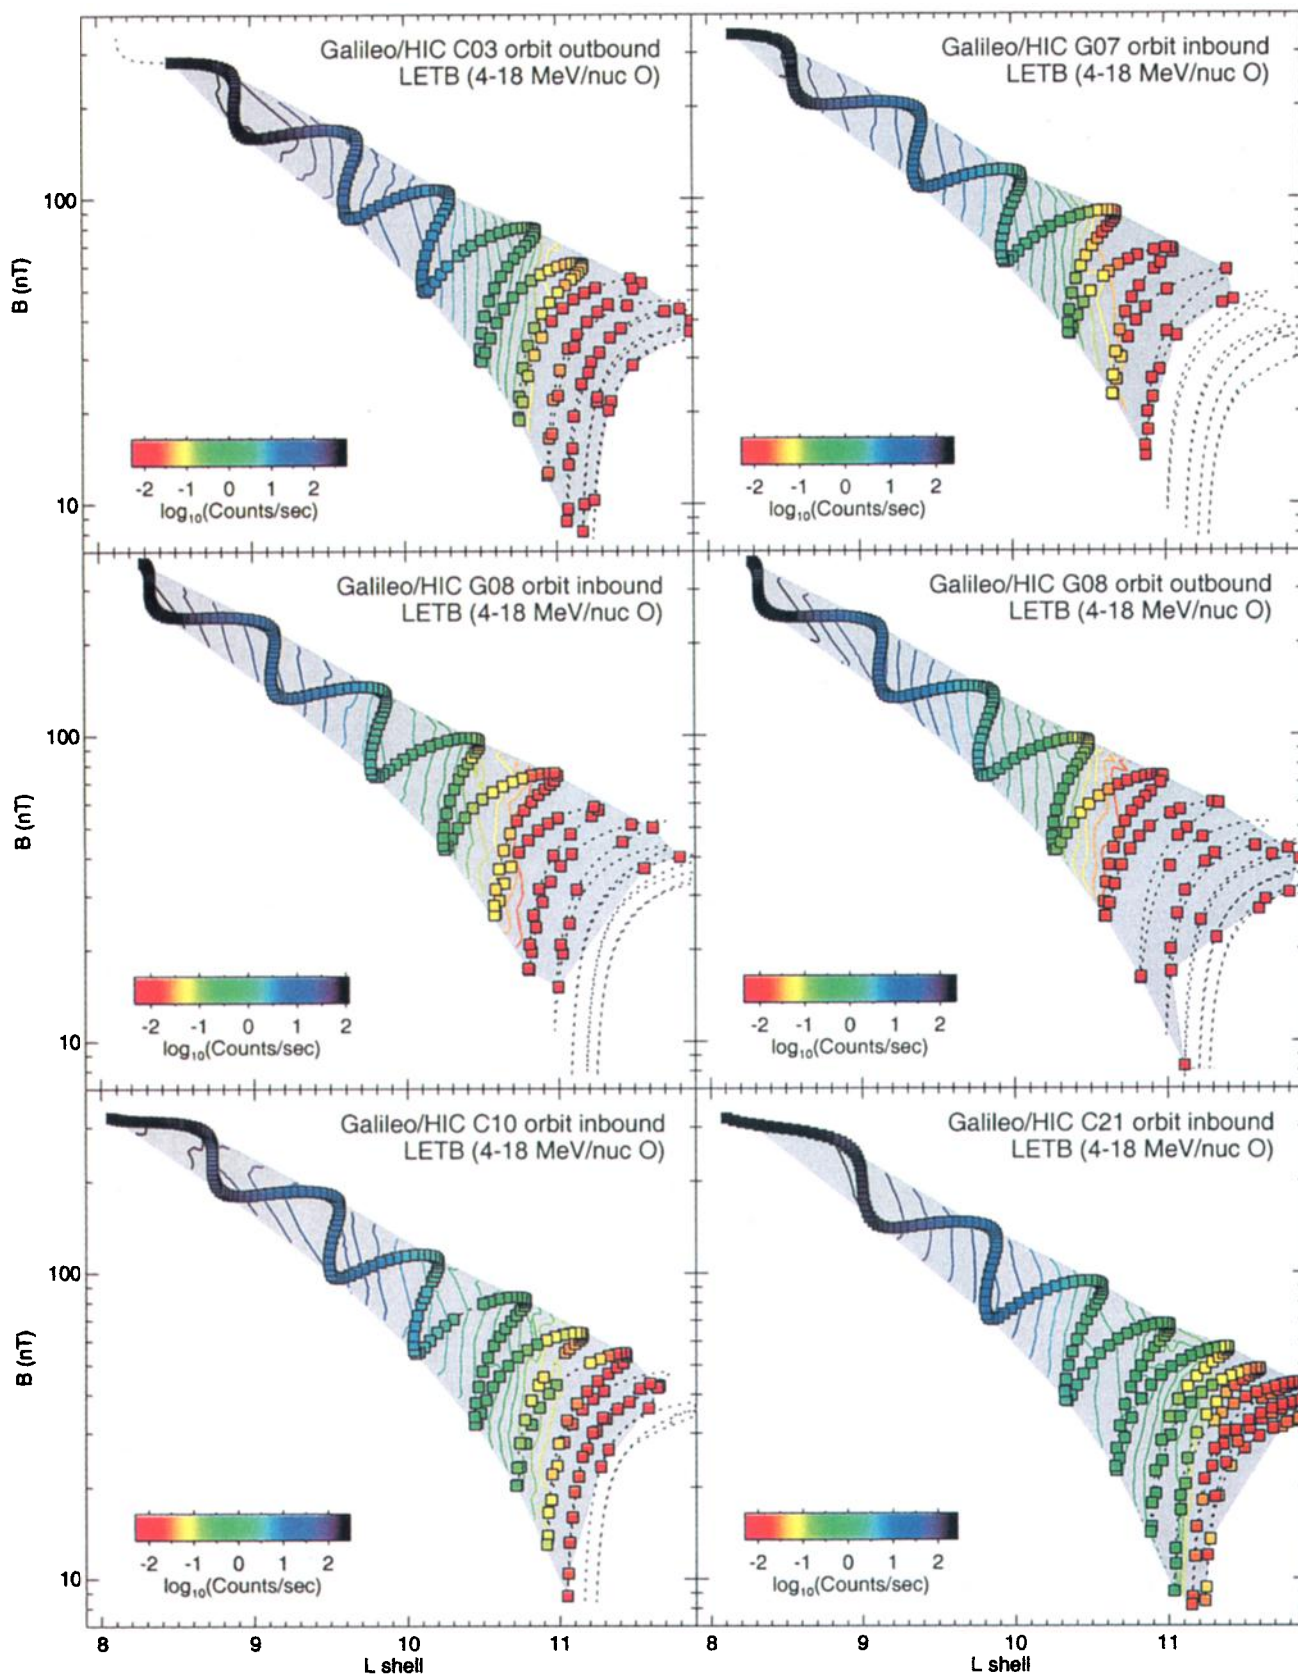 Galileo/HIC C03 orbit outbound
LETB (4-18 MeV/nuc O)
B (nT)
100
10
-2 -1 0 1 2
log₁₀(Counts/sec)
Galileo/HIC G07 orbit inbound
LETB (4-18 MeV/nuc O)
-2 -1 0 1 2
log₁₀(Counts/sec)
Galileo/HIC G08 orbit inbound
LETB (4-18 MeV/nuc O)
B (nT)
100
10
-2 -1 0 1 2
log₁₀(Counts/sec)
Galileo/HIC G08 orbit outbound
LETB (4-18 MeV/nuc O)
-2 -1 0 1 2
log₁₀(Counts/sec)
Galileo/HIC C10 orbit inbound
LETB (4-18 MeV/nuc O)
B (nT)
100
10
-2 -1 0 1 2
log₁₀(Counts/sec)
8 9 10 11
L shell
Galileo/HIC C21 orbit inbound
LETB (4-18 MeV/nuc O)
-2 -1 0 1 2
log₁₀(Counts/sec)
8 9 10 11
L shell